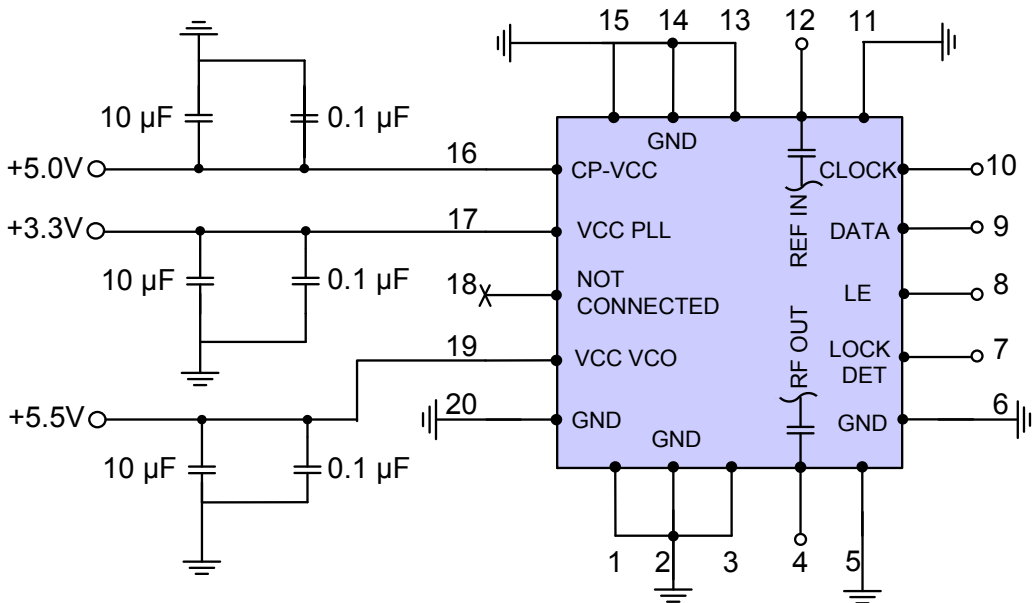 15
14
13
12
11
10 µF
0.1 µF
GND
+5.0V
16
CP-VCC
REF IN
CLOCK
10
+3.3V
17
VCC PLL
DATA
9
10 µF
0.1 µF
18
NOT
CONNECTED
LE
8
19
VCC VCO
RF OUT
LOCK
DET
7
+5.5V
20
GND
GND
GND
6
10 µF
0.1 µF
1
2
3
4
5